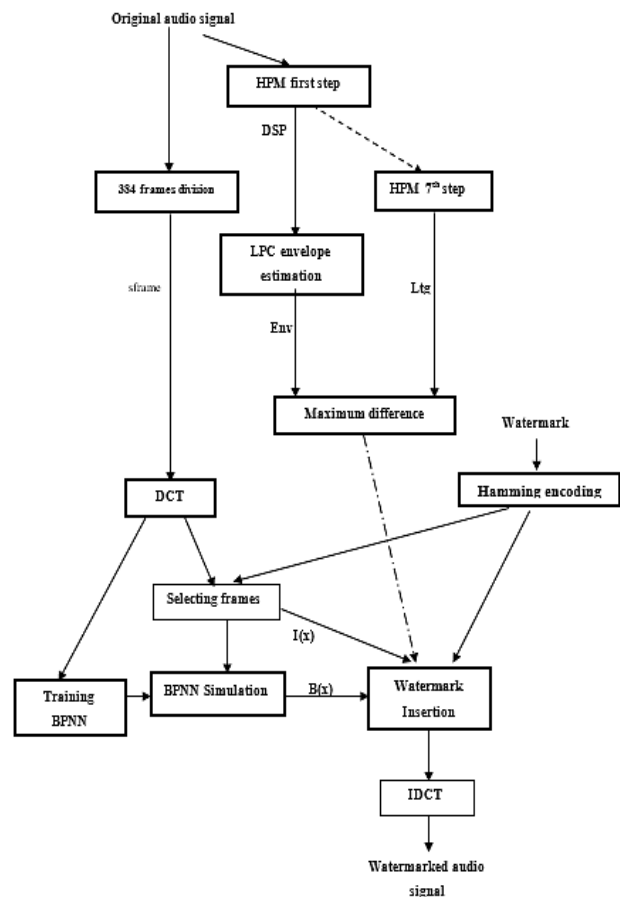 Original audio signal
HPM first step
DSP
384 frames division
HPM 7th step
LPC envelope
estimation
sframe
Ltg
Env
Maximum difference
Watermark
DCT
Hamming encoding
Selecting frames
I(x)
Training
BPNN
BPNN Simulation
B(x)
Watermark
Insertion
IDCT
Watermarked audio
signal